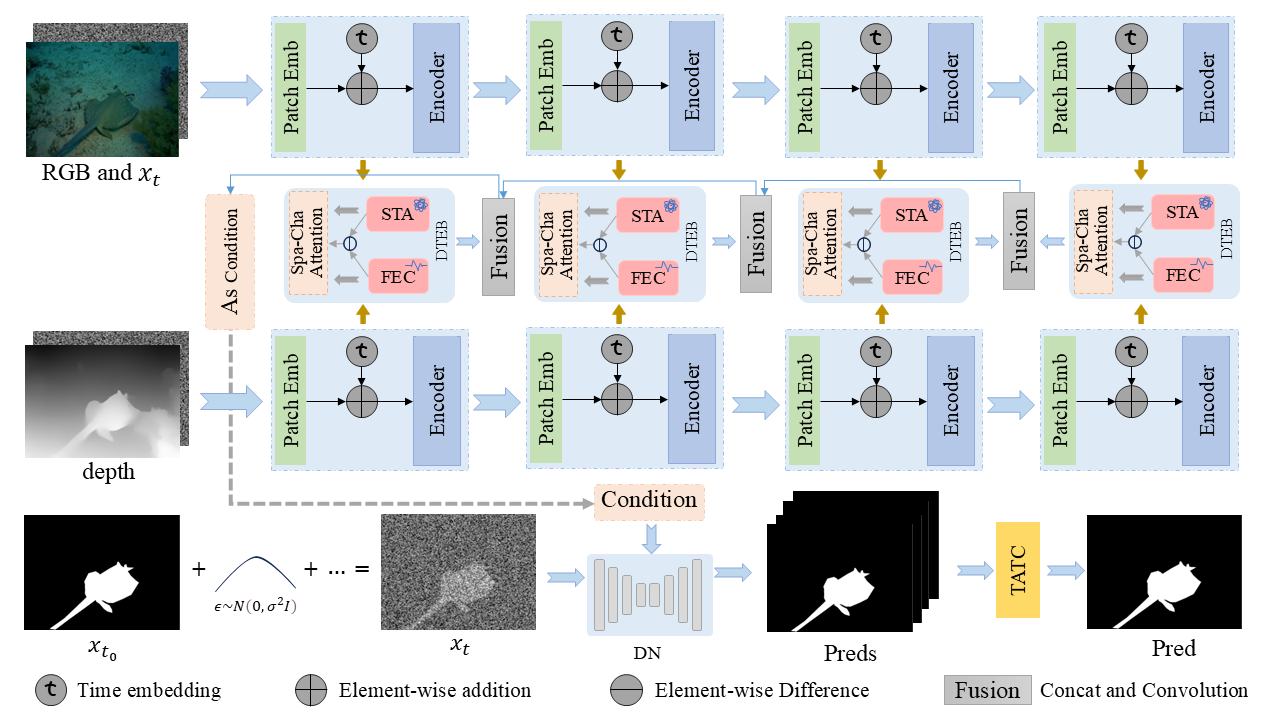 Patch Emb
t
Encoder
Patch Emb
t
Encoder
Patch Emb
t
Encoder
Patch Emb
t
Encoder
RGB and x_t
As Condition
Spa-Cha
Attention
STA
FEC
DTEB
Fusion
Spa-Cha
Attention
STA
FEC
DTEB
Fusion
Spa-Cha
Attention
STA
FEC
DTEB
Fusion
Spa-Cha
Attention
STA
FEC
DTEB
Patch Emb
t
Encoder
Patch Emb
t
Encoder
Patch Emb
t
Encoder
Patch Emb
t
Encoder
depth
Condition
+
ϵ~N(0, σ²I)
+ ... =
TATC
x_{t_0}
x_t
DN
Preds
Pred
t Time embedding
Element-wise addition
Element-wise Difference
Fusion Concat and Convolution